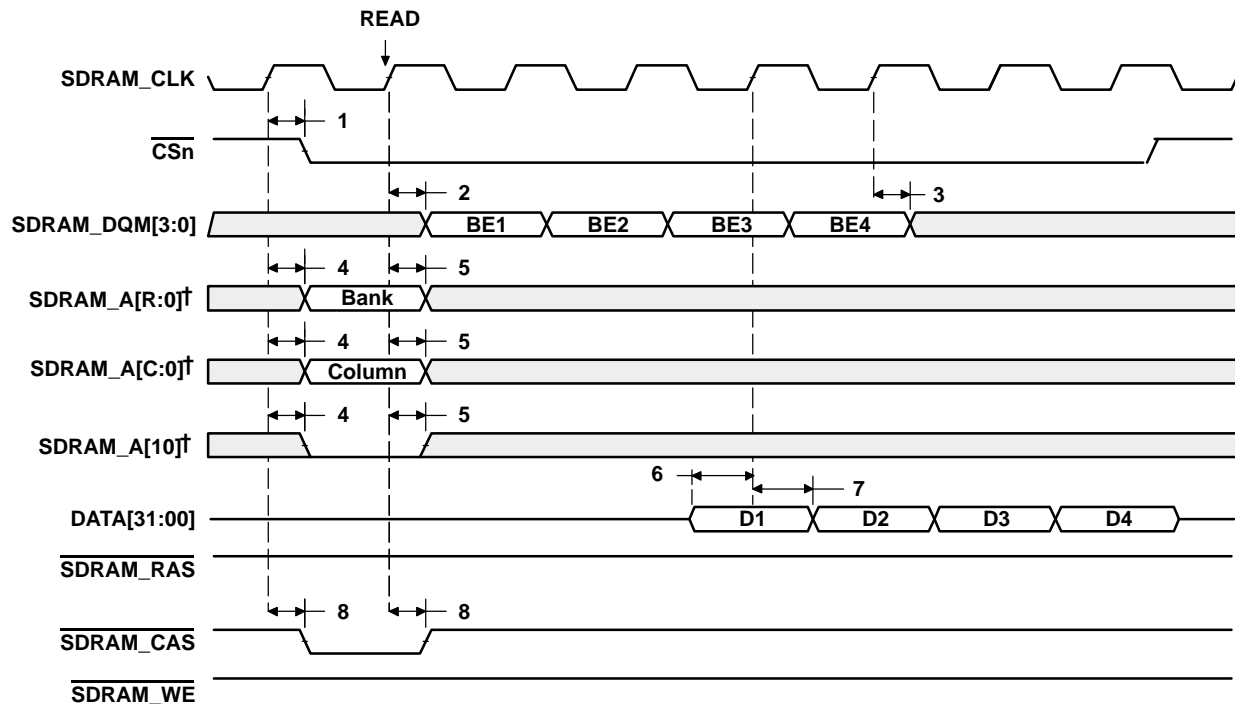 READ
SDRAM_CLK
1
CSn
2
3
SDRAM_DQM[3:0]
BE1 BE2 BE3 BE4
4 5
SDRAM_A[R:0]†
Bank
4 5
SDRAM_A[C:0]†
Column
4 5
SDRAM_A[10]†
6
7
DATA[31:00]
D1 D2 D3 D4
SDRAM_RAS
8 8
SDRAM_CAS
SDRAM_WE